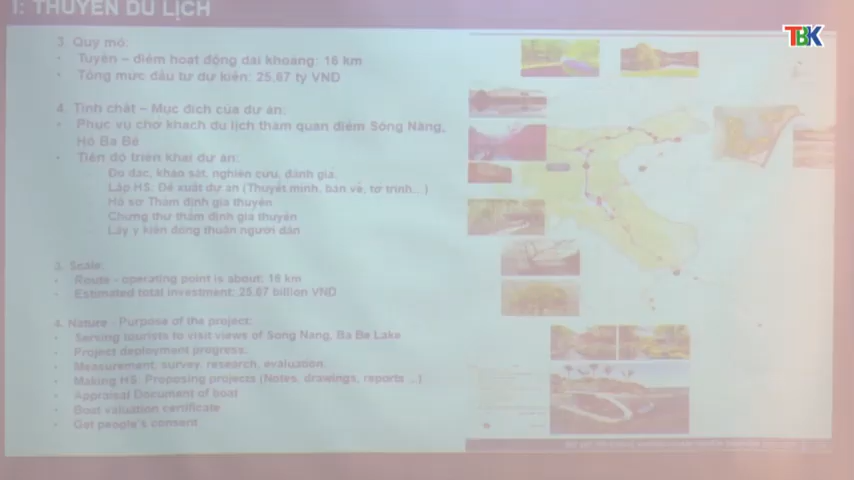 1: THUYỀN DU LỊCH
TBK
3. Quy mô:
• Tuyến – điểm hoạt động dài khoảng: 16 km
• Tổng mức đầu tư dự kiến: 25.67 tỷ VND
4. Tính chất – Mục đích của dự án:
• Phục vụ chở khách du lịch thăm quan điểm Sông Năng,
Hồ Ba Bể
• Tiến độ triển khai dự án:
Đo đạc, khảo sát, nghiên cứu, đánh giá.
Lập HS: Đề xuất dự án (Thuyết minh, bản vẽ, tờ trình...)
Hồ sơ Thẩm định giá thuyền
Chứng thư thẩm định giá thuyền
Lấy ý kiến đồng thuận người dân
3. Scale:
• Route - operating point is about: 16 km
• Estimated total investment: 25.67 billion VND
4. Nature - Purpose of the project:
• Serving tourists to visit views of Song Nang, Ba Be Lake
• Project deployment progress:
• Measurement, survey, research, evaluation.
• Making HS: Proposing projects (Notes, drawings, reports ...)
• Appraisal Document of boat
• Boat valuation certificate
• Get people's consent